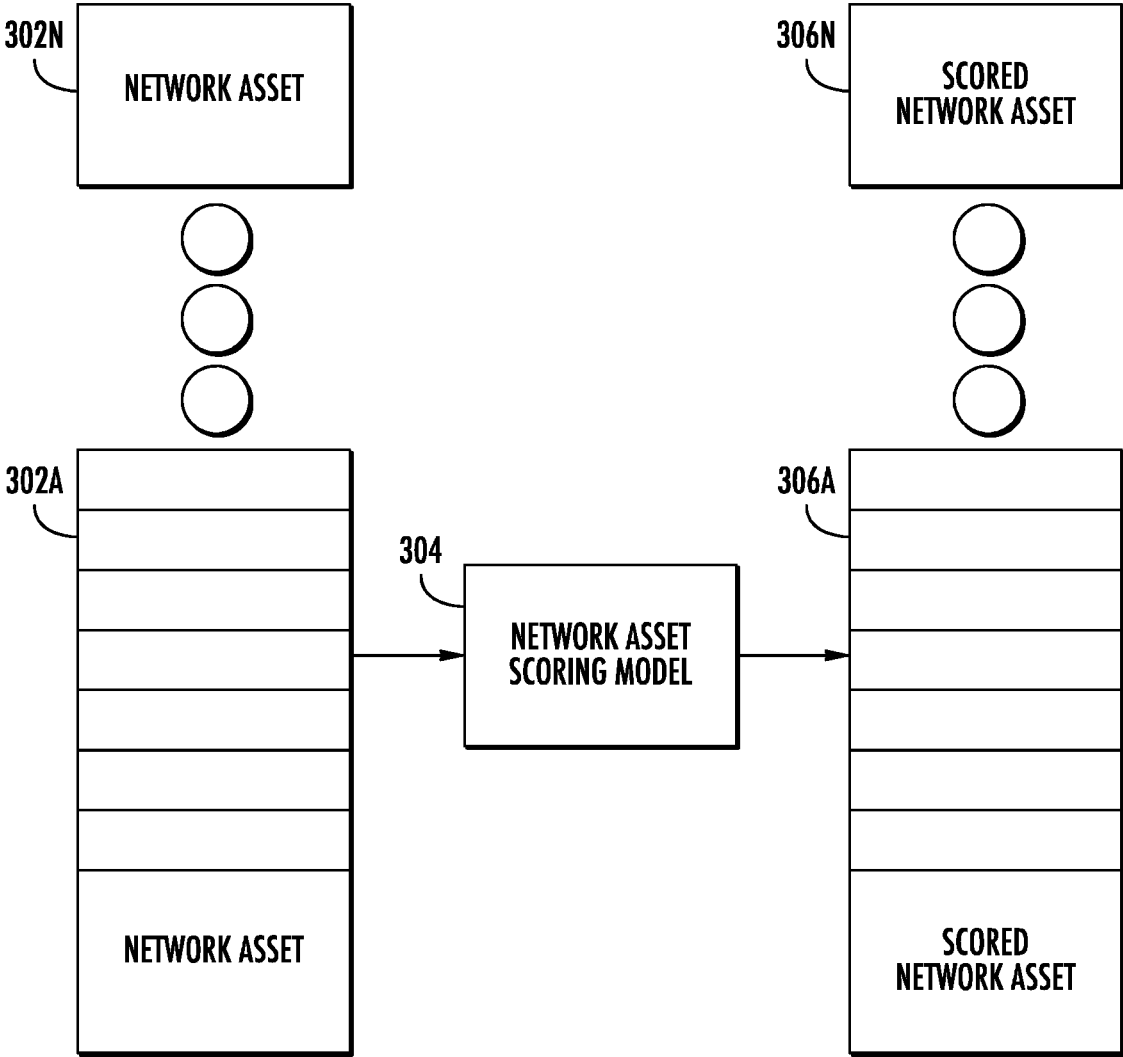 302N
NETWORK ASSET
306N
SCORED
NETWORK ASSET
302A
304
NETWORK ASSET
SCORING MODEL
306A
NETWORK ASSET
SCORED
NETWORK ASSET